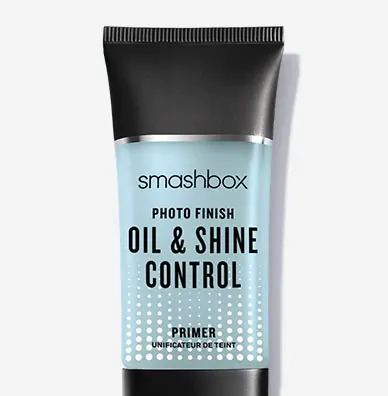 smashbox
PHOTO FINISH
OIL & SHINE
CONTROL
PRIMER
UNIFICATEUR DE TEINT